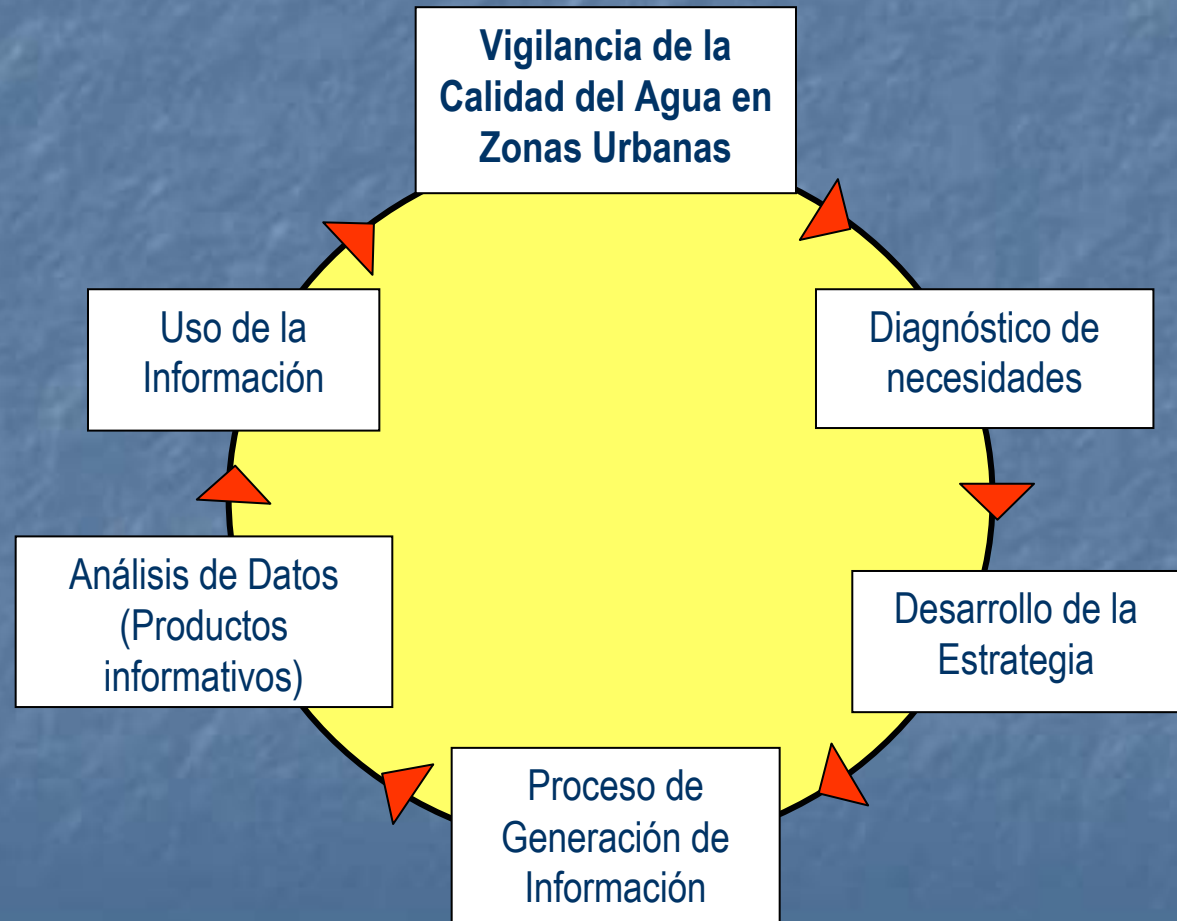 Vigilancia de la
Calidad del Agua en
Zonas Urbanas
Diagnóstico de
necesidades
Desarrollo de la
Estrategia
Proceso de
Generación de
Información
Análisis de Datos
(Productos
informativos)
Uso de la
Información